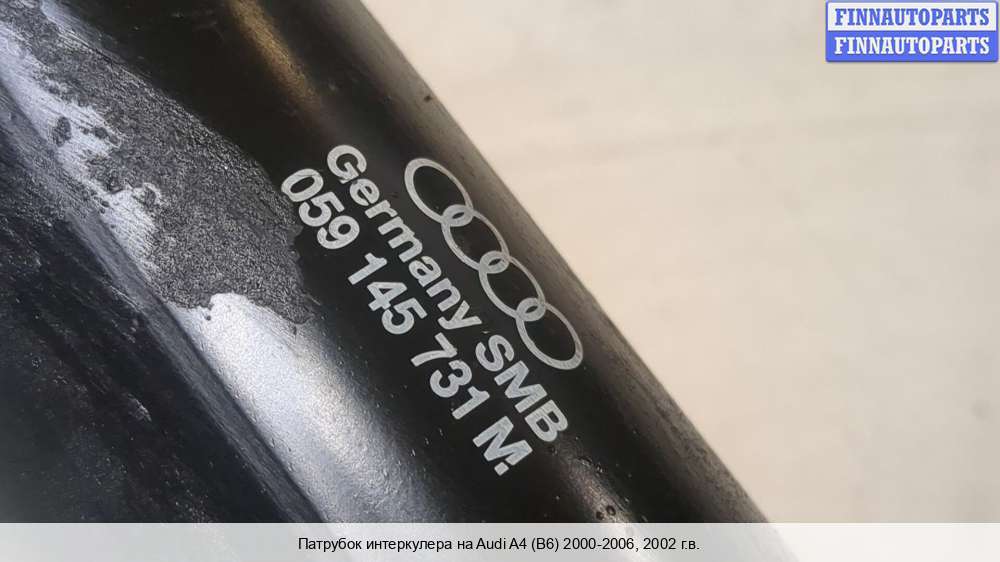 FINNAUTOPARTS
FINNAUTOPARTS
Germany SMB
059 145 731 M.
Патрубок интеркулера на Audi A4 (B6) 2000-2006, 2002 г.в.